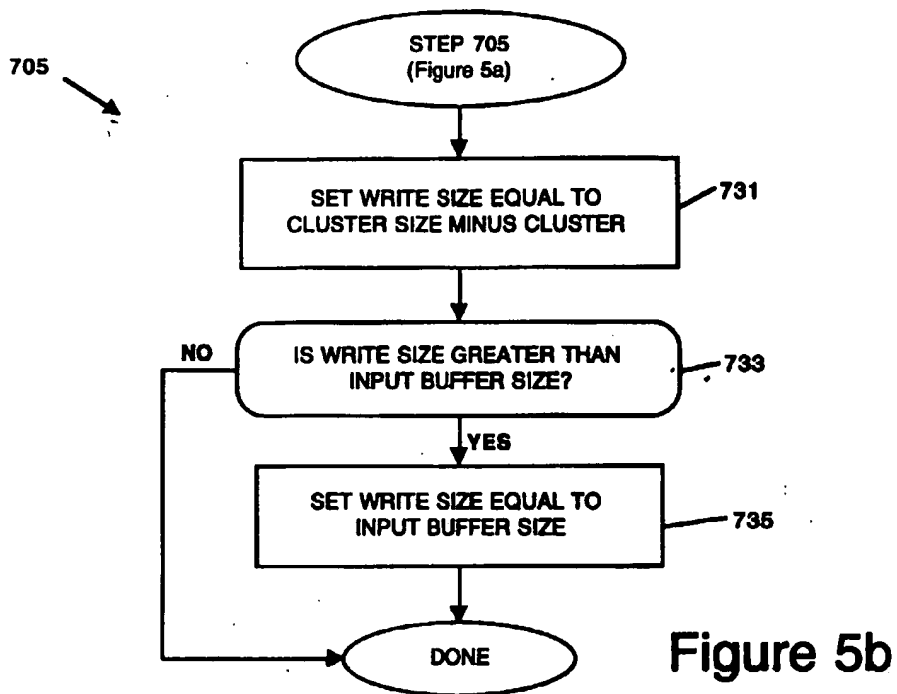 STEP 705
(Figure 5a)
705
SET WRITE SIZE EQUAL TO
CLUSTER SIZE MINUS CLUSTER
731
NO
IS WRITE SIZE GREATER THAN
INPUT BUFFER SIZE?
733
YES
SET WRITE SIZE EQUAL TO
INPUT BUFFER SIZE
735
DONE
Figure 5b